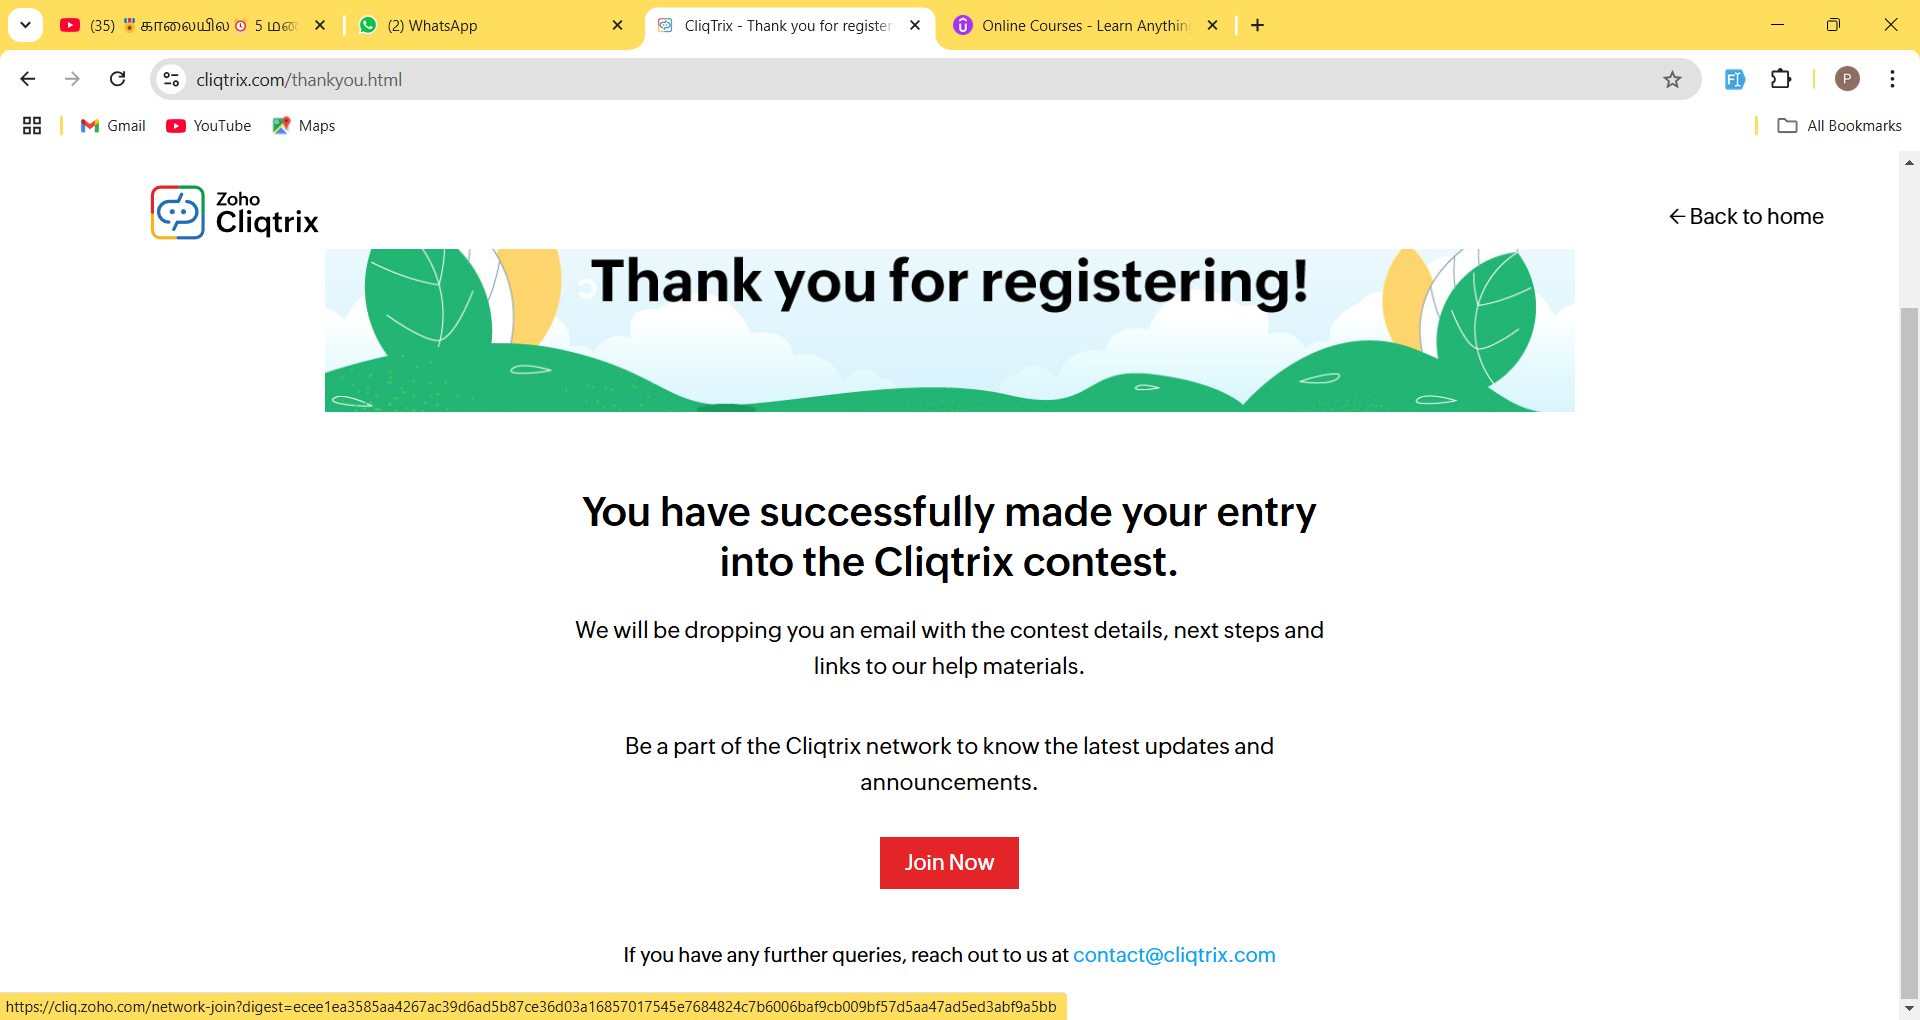 (35) 🎖️காலையில⏰ 5 மண
(2) WhatsApp
CliqTrix - Thank you for register
Online Courses - Learn Anythin
cliqtrix.com/thankyou.html
P
Gmail
YouTube
Maps
All Bookmarks
Zoho
Cliqtrix
← Back to home
Thank you for registering!
You have successfully made your entry
into the Cliqtrix contest.
We will be dropping you an email with the contest details, next steps and
links to our help materials.
Be a part of the Cliqtrix network to know the latest updates and
announcements.
Join Now
If you have any further queries, reach out to us at contact@cliqtrix.com
https://cliq.zoho.com/network-join?digest=ecee1ea3585aa4267ac39d6ad5b87ce36d03a16857017545e7684824c7b6006baf9cb009bf57d5aa47ad5ed3abf9a5bb